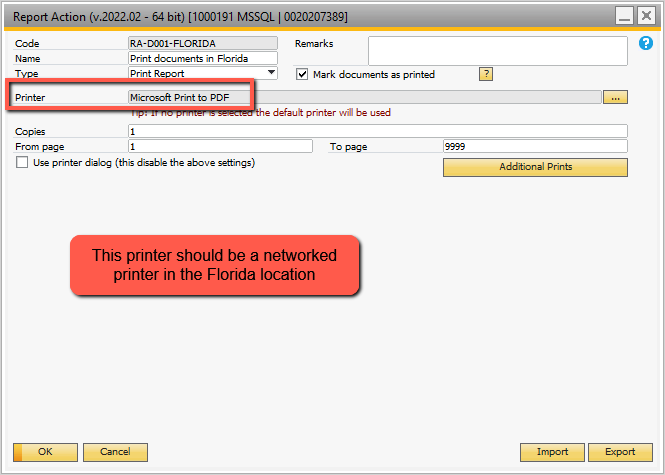 Report Action (v.2022.02 - 64 bit) [1000191 MSSQL | 0020207389]
Code RA-D001-FLORIDA Remarks
Name Print documents in Florida
Type Print Report Mark documents as printed ?
Printer Microsoft Print to PDF ...
Tip: If no printer is selected the default printer will be used
Copies 1
From page 1 To page 9999
Use printer dialog (this disable the above settings) Additional Prints
This printer should be a networked
printer in the Florida location
OK Cancel Import Export